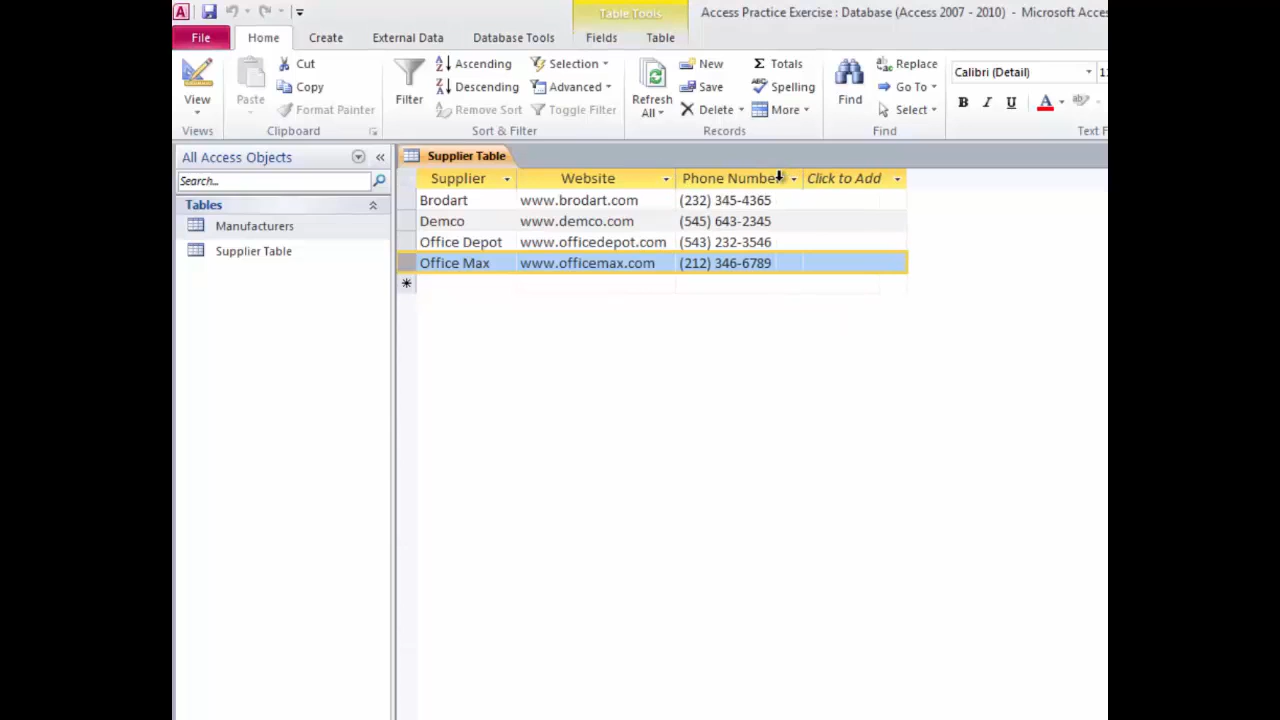 Table Tools
Access Practice Exercise : Database (Access 2007 - 2010) - Microsoft Acces
File Home Create External Data Database Tools Fields Table
View
Views
Paste
Cut
Copy
Format Painter
Clipboard
Filter
Ascending
Descending
Remove Sort
Selection
Advanced
Toggle Filter
Sort & Filter
Refresh
All
New
Save
Delete
Totals
Spelling
More
Records
Find
Replace
Go To
Select
Find
Calibri (Detail) 11
B I U A ab
Text F
All Access Objects
Search...
Tables
Manufacturers
Supplier Table
Supplier Table
Supplier Website Phone Number Click to Add
Brodart www.brodart.com (232) 345-4365
Demco www.demco.com (545) 643-2345
Office Depot www.officedepot.com (543) 232-3546
Office Max www.officemax.com (212) 346-6789